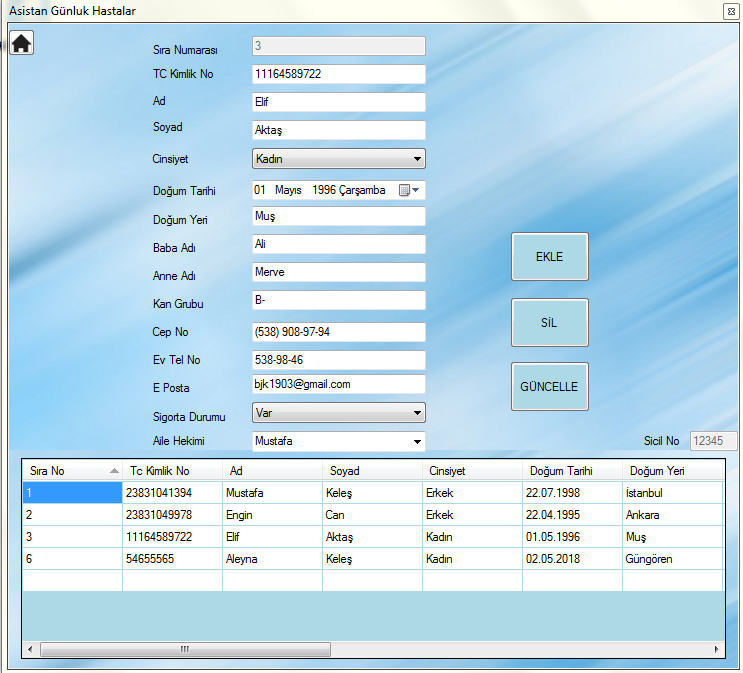 Asistan Günluk Hastalar
Sıra Numarası 3
TC Kimlik No 11164589722
Ad Elif
Soyad Aktaş
Cinsiyet Kadın
Doğum Tarihi 01 Mayıs 1996 Çarşamba
Doğum Yeri Muş
Baba Adı Ali
Anne Adı Merve
Kan Grubu B-
Cep No (538) 908-97-94
Ev Tel No 538-98-46
E Posta bjk1903@gmail.com
Sigorta Durumu Var
Aile Hekimi Mustafa
EKLE
SİL
GÜNCELLE
Sicil No 12345
Sıra No Tc Kimlik No Ad Soyad Cinsiyet Doğum Tarihi Doğum Yeri
1 23831041394 Mustafa Keleş Erkek 22.07.1998 İstanbul
2 23831049978 Engin Can Erkek 22.04.1995 Ankara
3 11164589722 Elif Aktaş Kadın 01.05.1996 Muş
6 54655565 Aleyna Keleş Kadın 02.05.2018 Güngören